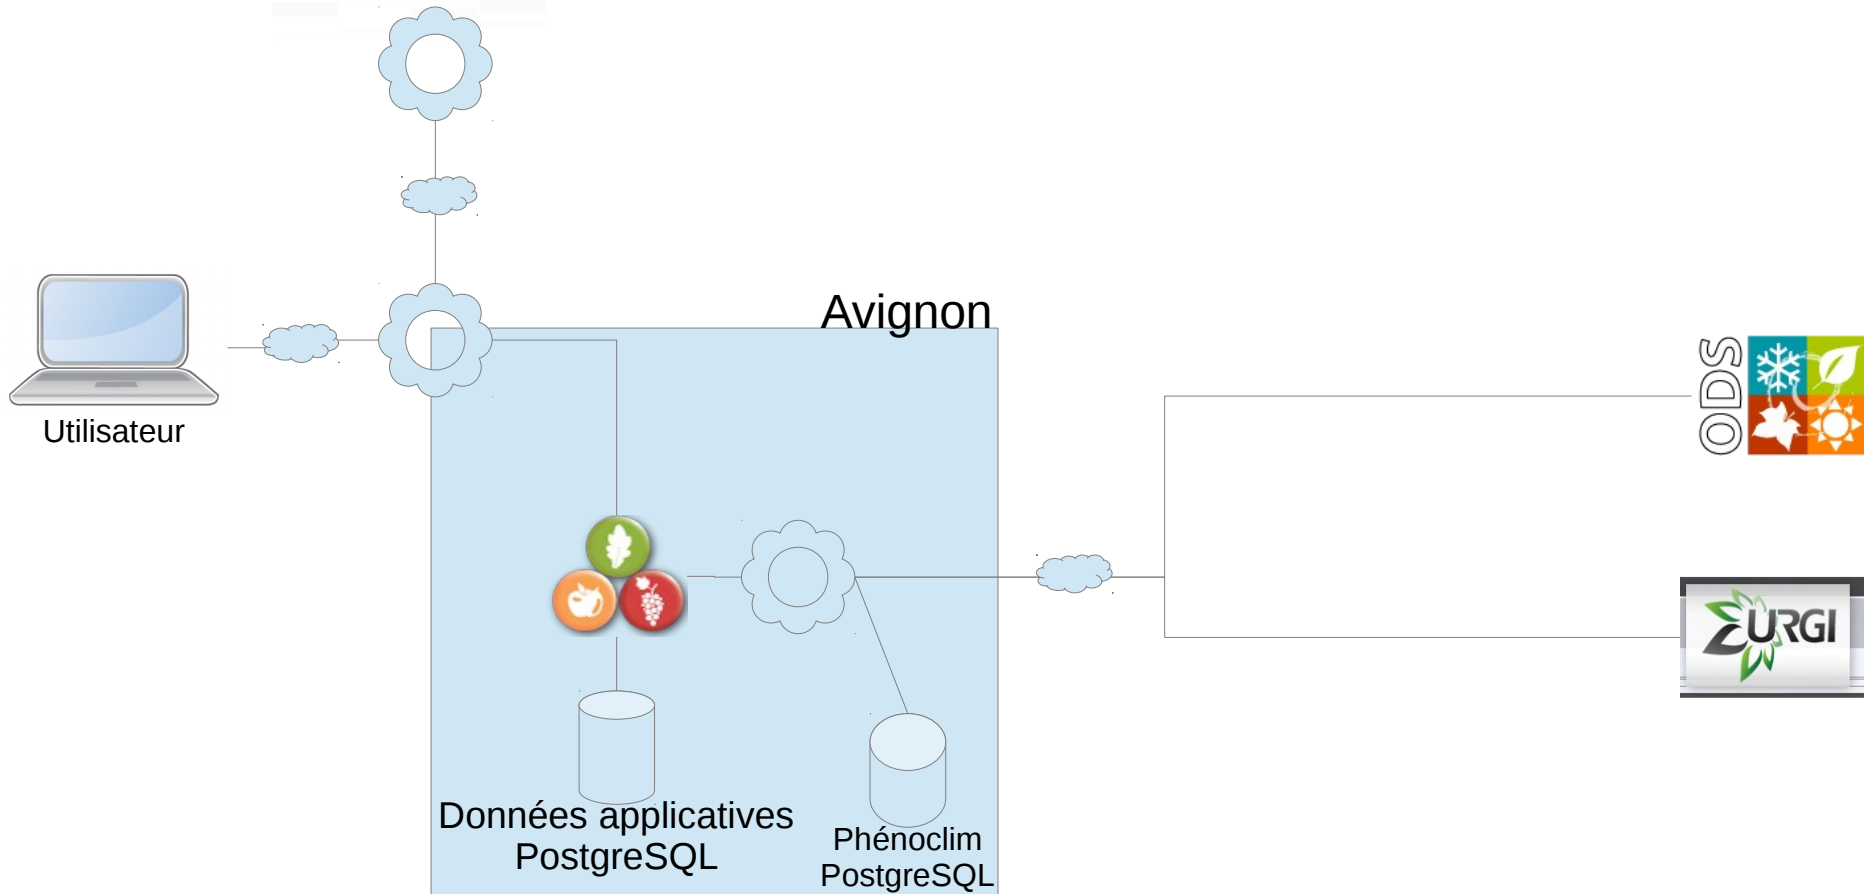 Avignon
ODS
Utilisateur
URGI
Données applicatives
PostgreSQL
Phénoclim
PostgreSQL